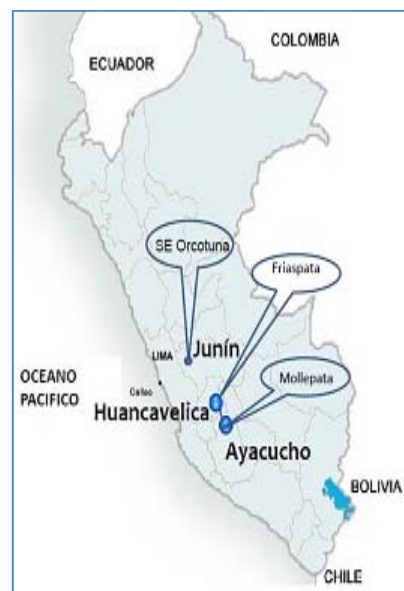 COLOMBIA
ECUADOR
SE Orcotuna
Friaspata
LIMA
Junín
OCEANO
PACIFICO
Callao
Mollepata
Huancavelica
Ayacucho
BOLIVIA
CHILE